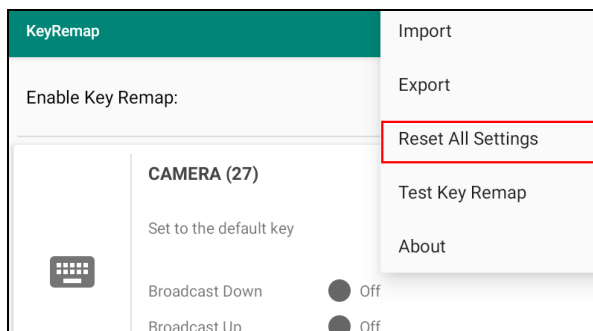 KeyRemap
Import
Export
Reset All Settings
Test Key Remap
About
Enable Key Remap:
CAMERA (27)
Set to the default key
Broadcast Down Off
Broadcast Up Off